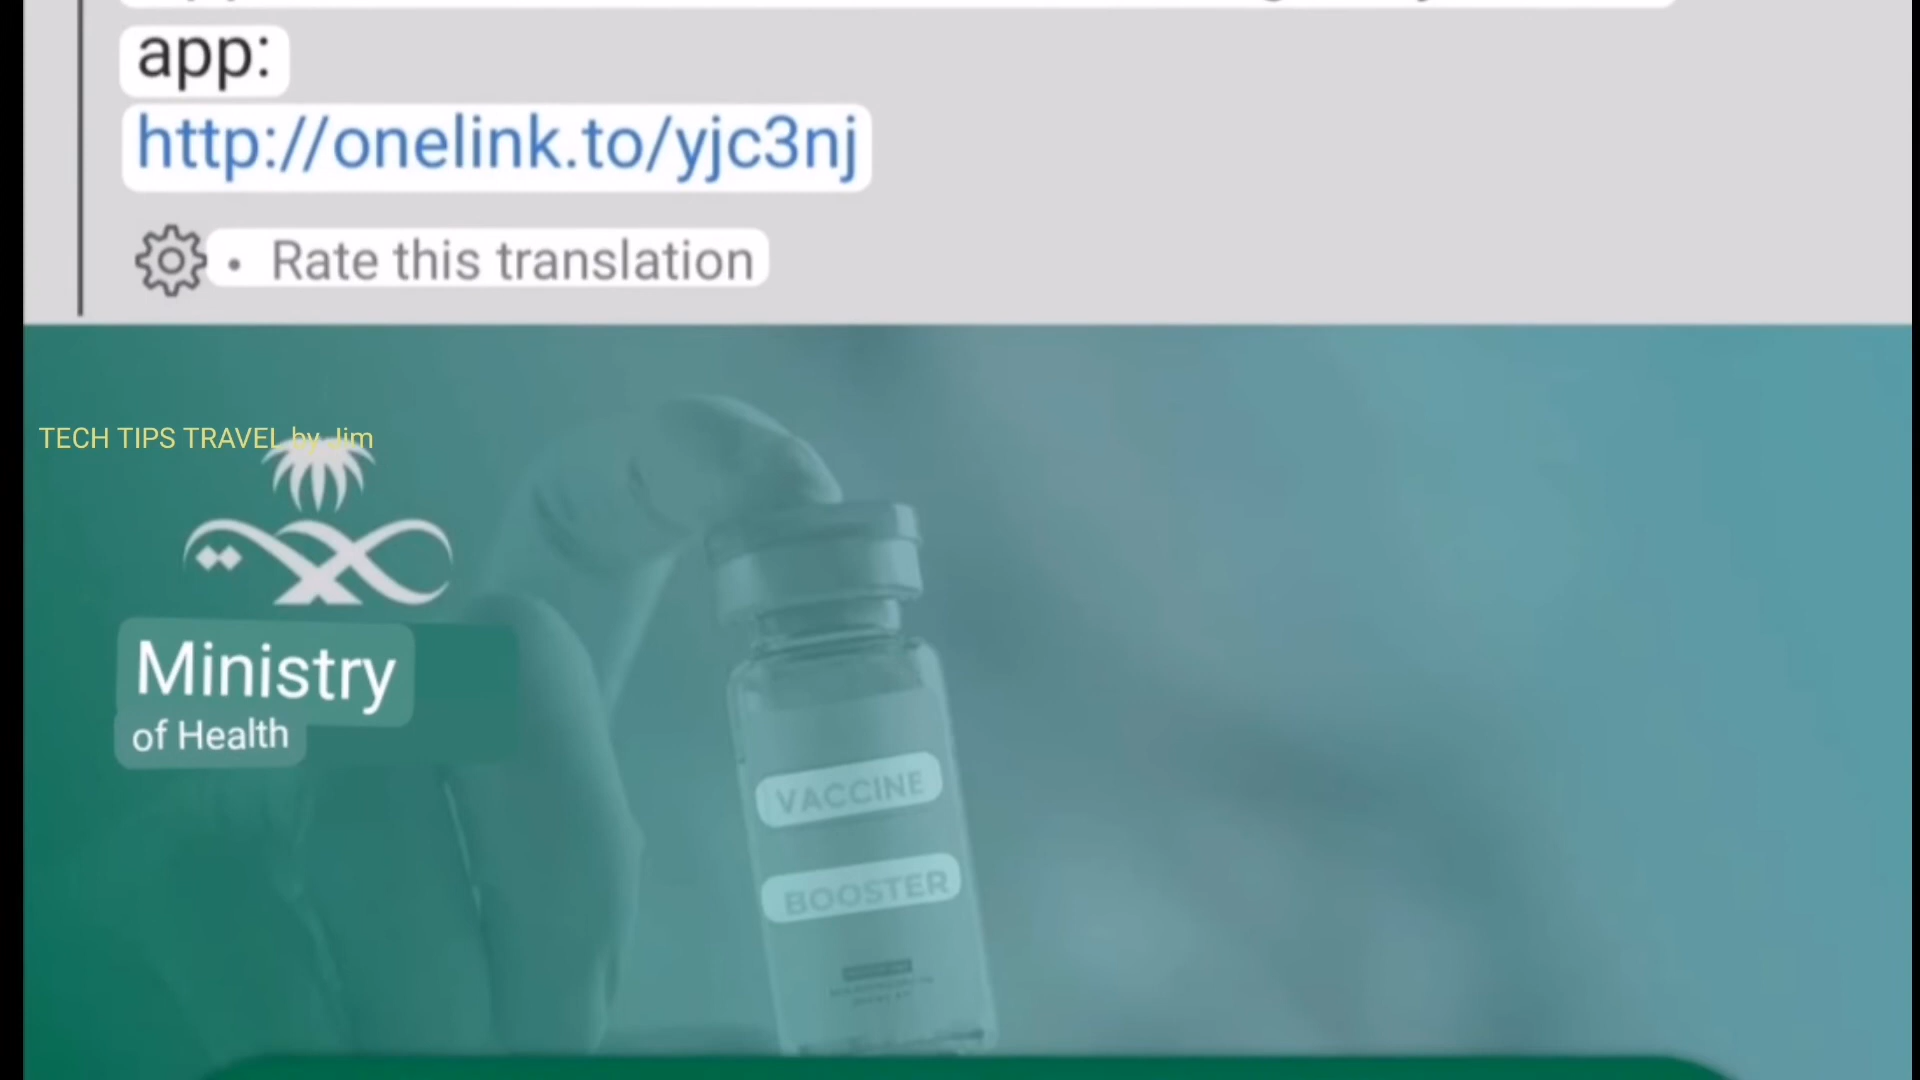 app:
http://onelink.to/yjc3nj
• Rate this translation
TECH TIPS TRAVEL by Jim
Ministry
of Health
VACCINE
BOOSTER